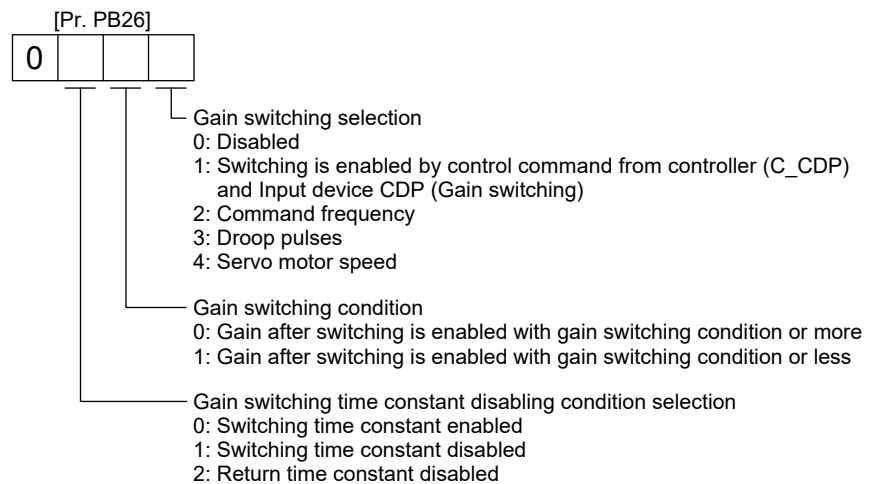 [Pr. PB26]
0
Gain switching selection
0: Disabled
1: Switching is enabled by control command from controller (C_CDP)
and Input device CDP (Gain switching)
2: Command frequency
3: Droop pulses
4: Servo motor speed
Gain switching condition
0: Gain after switching is enabled with gain switching condition or more
1: Gain after switching is enabled with gain switching condition or less
Gain switching time constant disabling condition selection
0: Switching time constant enabled
1: Switching time constant disabled
2: Return time constant disabled